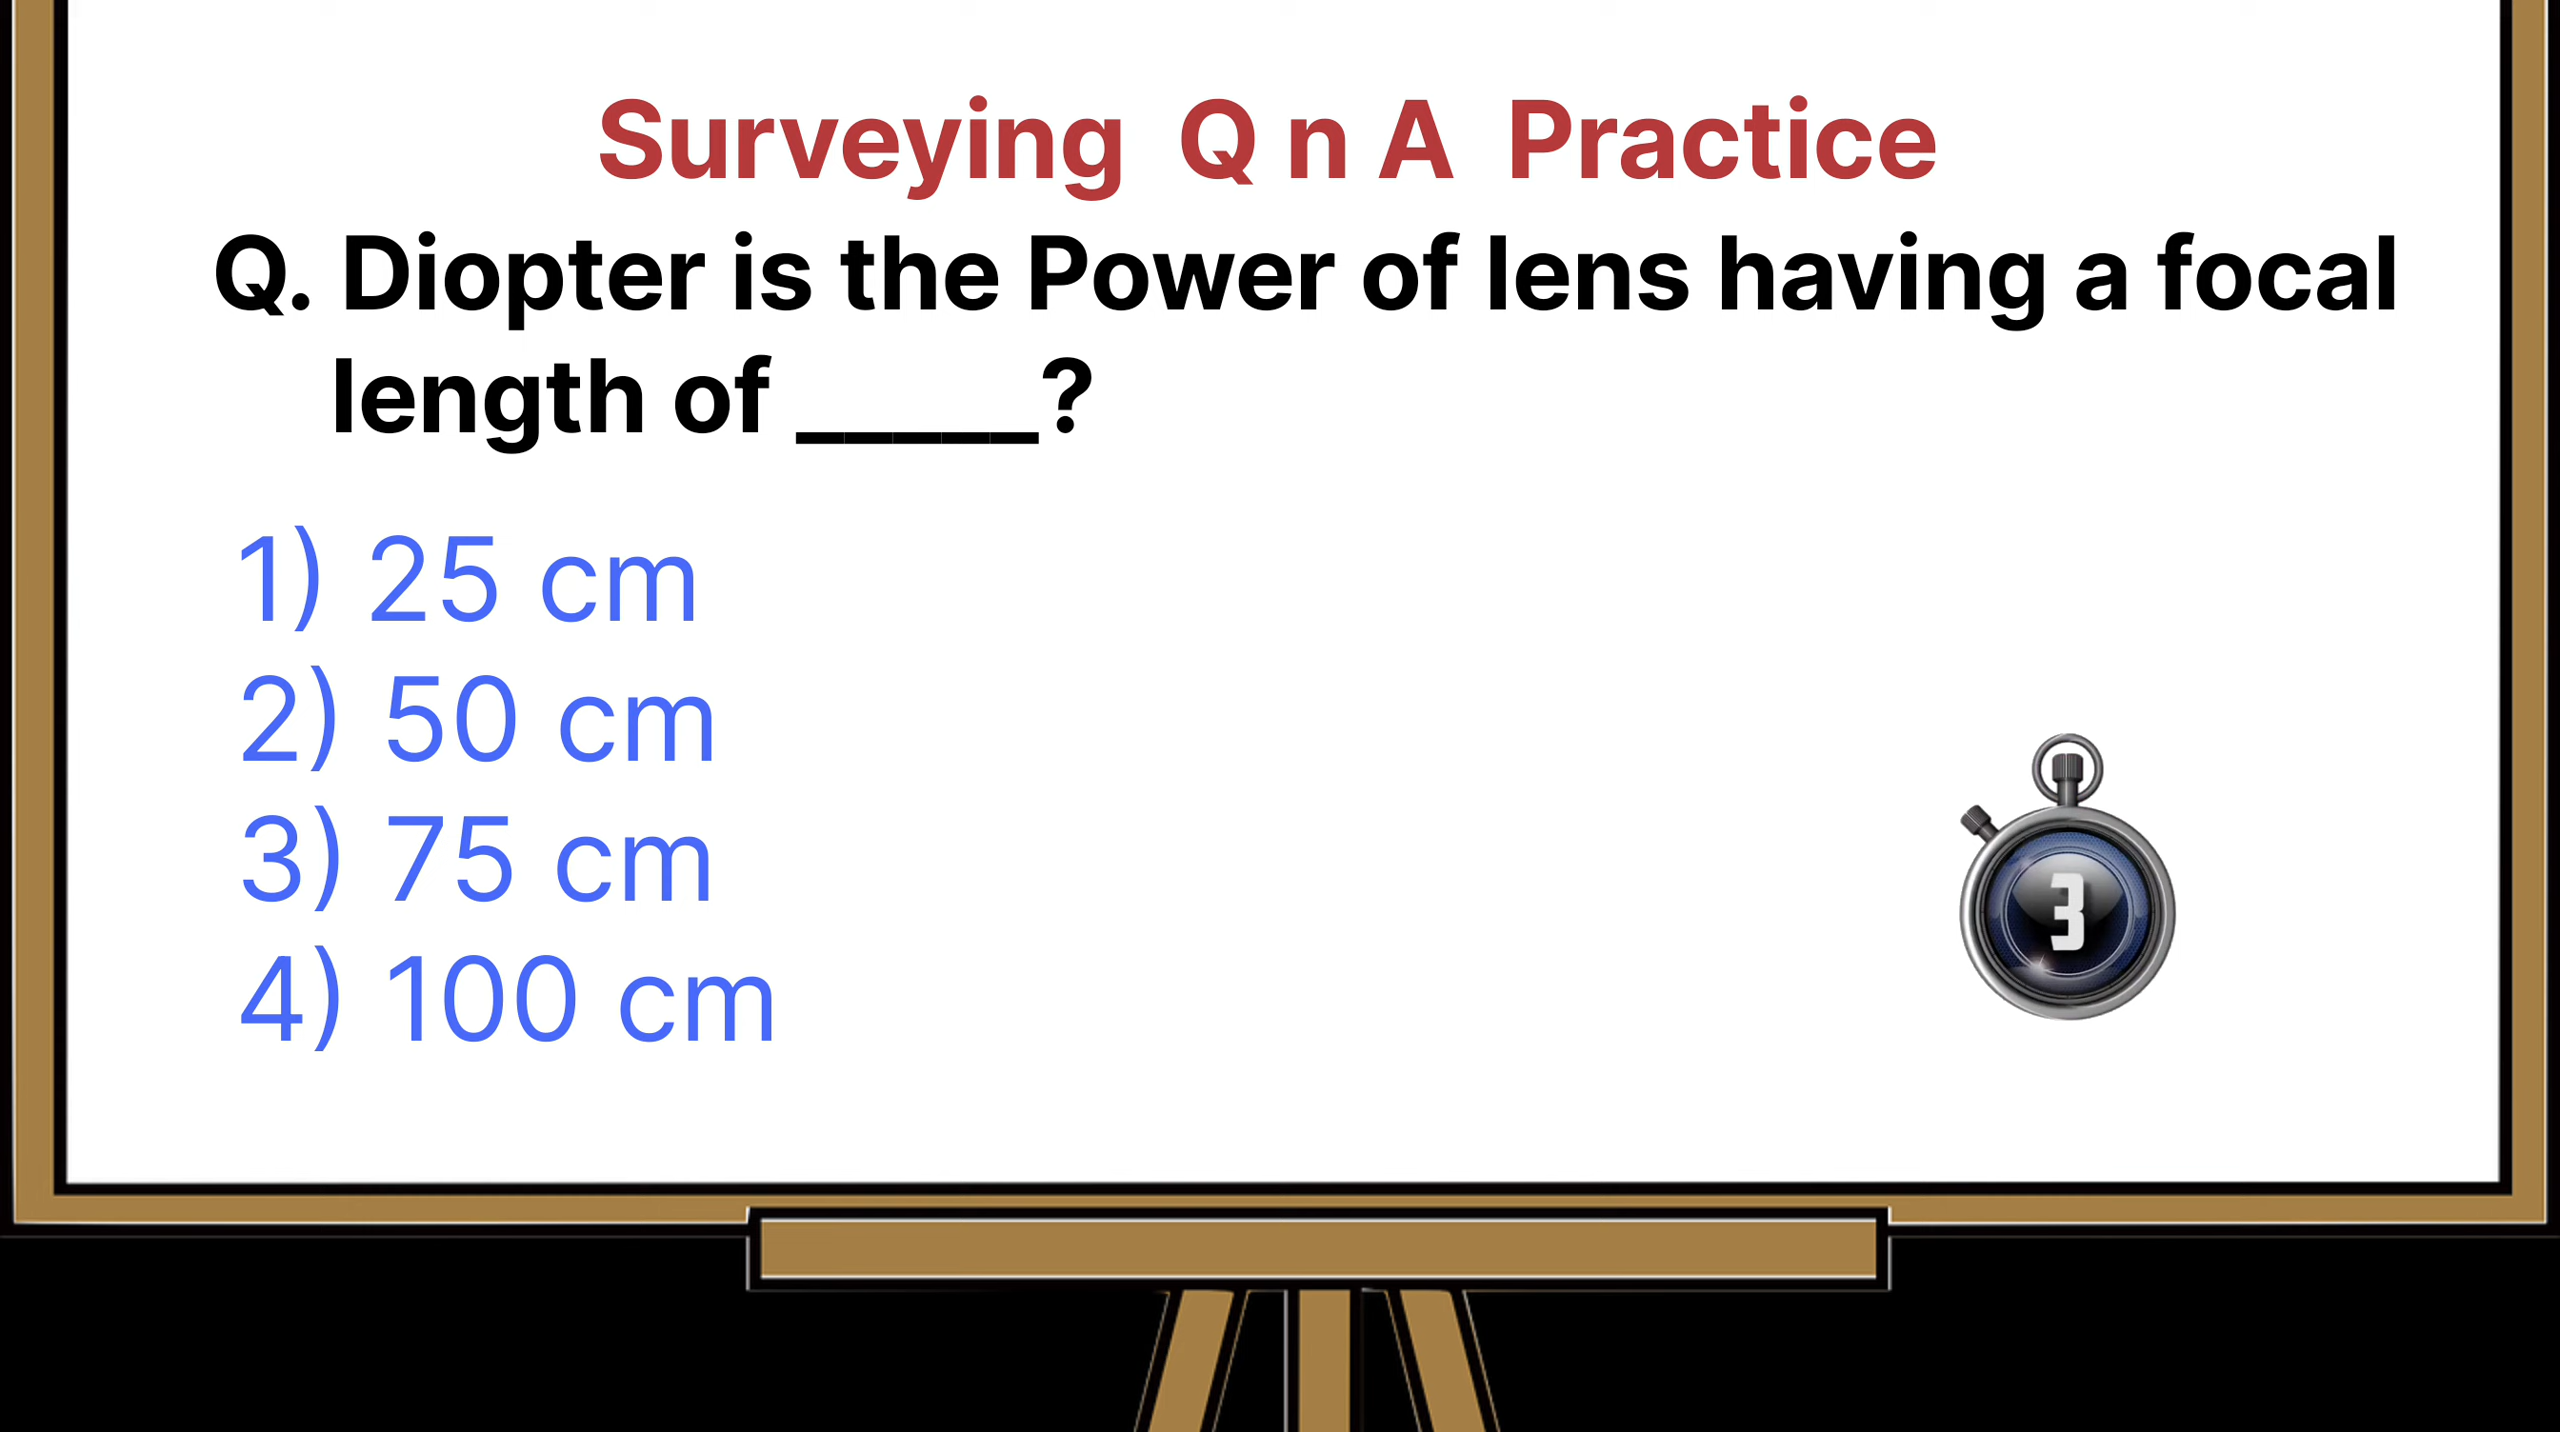 Surveying Q n A Practice
Q. Diopter is the Power of lens having a focal
length of _____?
1) 25 cm
2) 50 cm
3) 75 cm
4) 100 cm
3